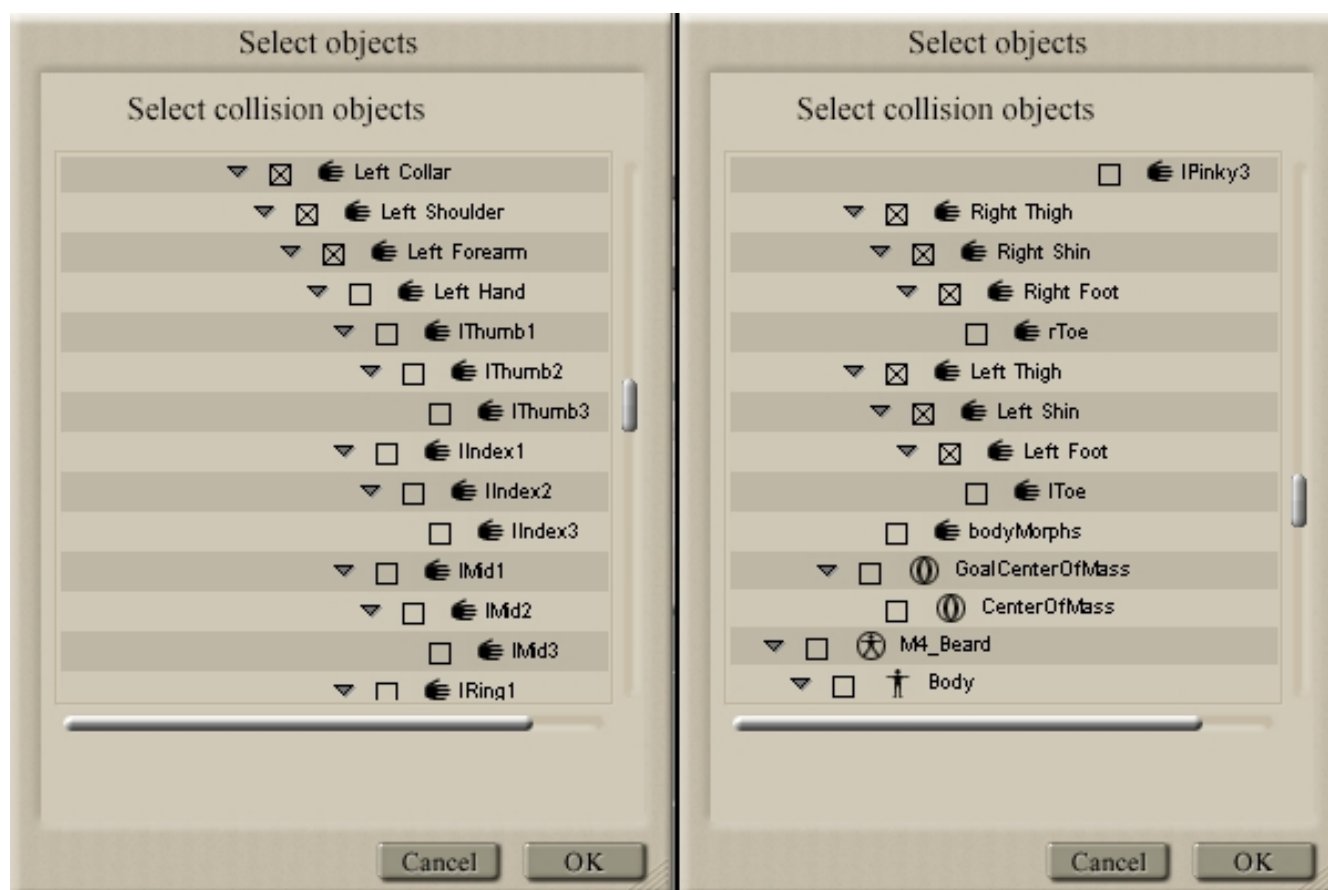 Select objects
Select collision objects
Left Collar
Left Shoulder
Left Forearm
Left Hand
lThumb1
lThumb2
lThumb3
lIndex1
lIndex2
lIndex3
lMid1
lMid2
lMid3
lRing1
Cancel OK
Select objects
Select collision objects
lPinky3
Right Thigh
Right Shin
Right Foot
rToe
Left Thigh
Left Shin
Left Foot
lToe
bodyMorphs
GoalCenterOfMass
CenterOfMass
M4_Beard
Body
Cancel OK